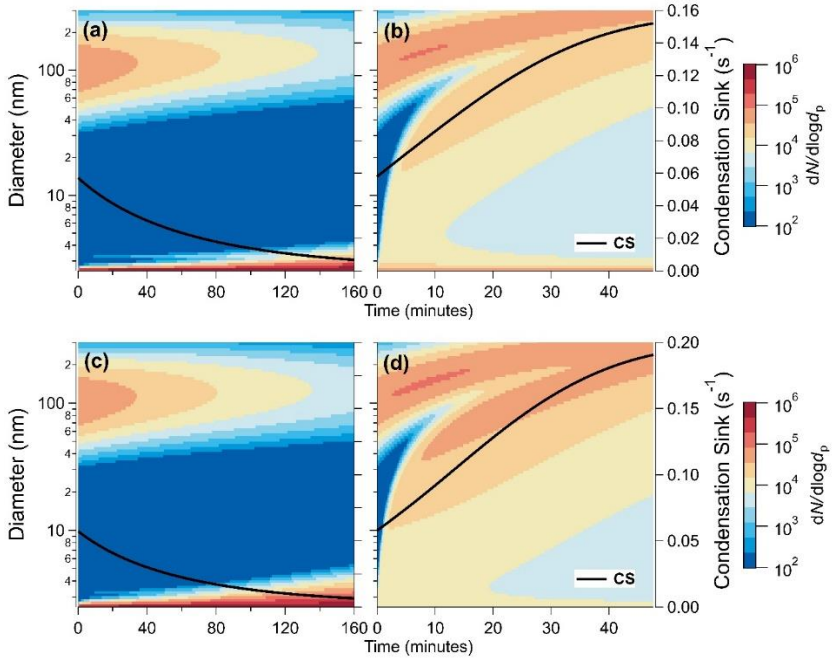 (a)
(b)
2
100
8
6
4
2
10
8
6
4
Diameter (nm)
0 40 80 120 160
0 10 20 30 40
Time (minutes)
CS
0.16
0.14
0.12
0.10
0.08
0.06
0.04
0.02
0.00
Condensation Sink (s⁻¹)
10⁶
10⁵
10⁴
10³
10²
dN/dlogdₚ
(c)
(d)
2
100
8
6
4
2
10
8
6
4
Diameter (nm)
0 40 80 120 160
0 10 20 30 40
Time (minutes)
CS
0.20
0.15
0.10
0.05
0.00
Condensation Sink (s⁻¹)
10⁶
10⁵
10⁴
10³
10²
dN/dlogdₚ